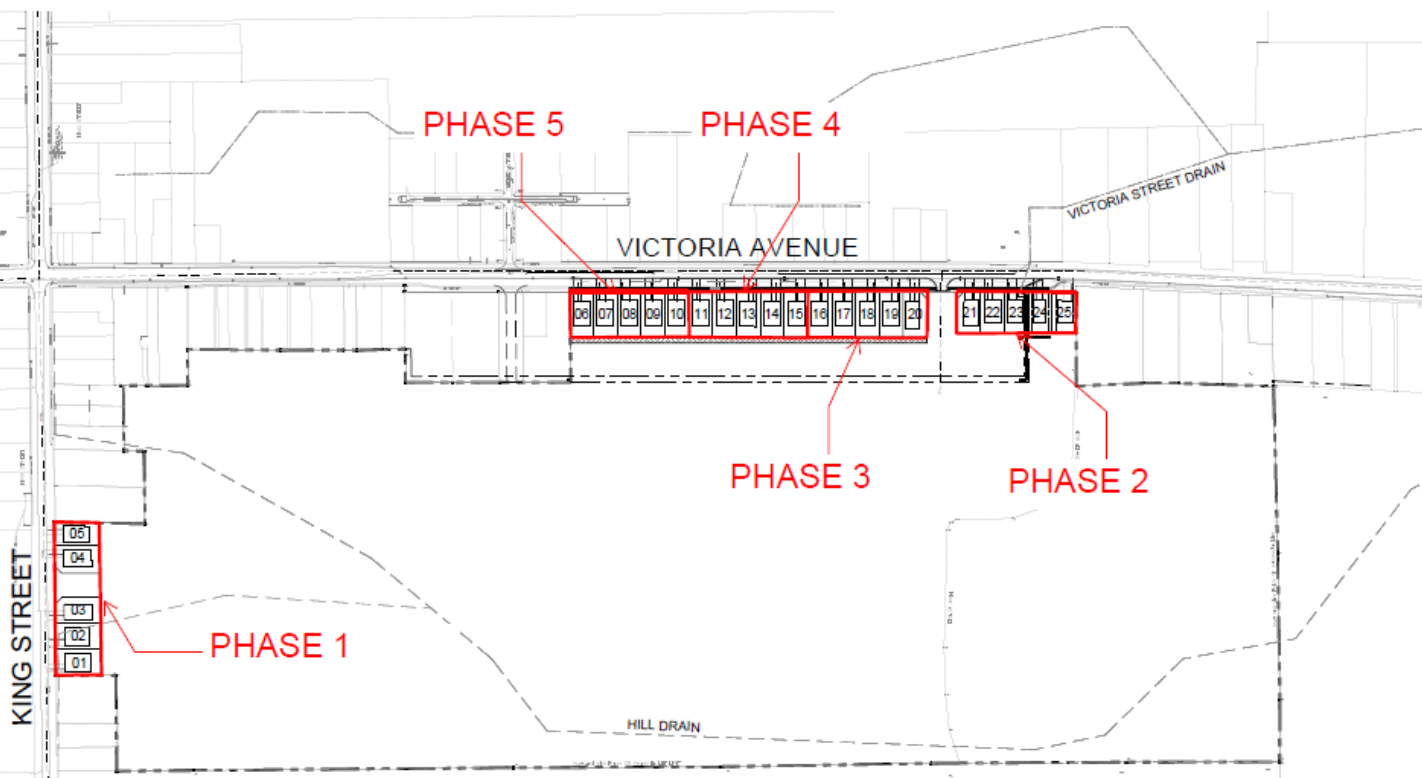 PHASE 5
PHASE 4
VICTORIA STREET DRAIN
VICTORIA AVENUE
06 07 08 09 10 11 12 13 14 15 16 17 18 19 20 21 22 23 24 25
PHASE 3
PHASE 2
05
04
03
02
01
KING STREET
PHASE 1
HILL DRAIN